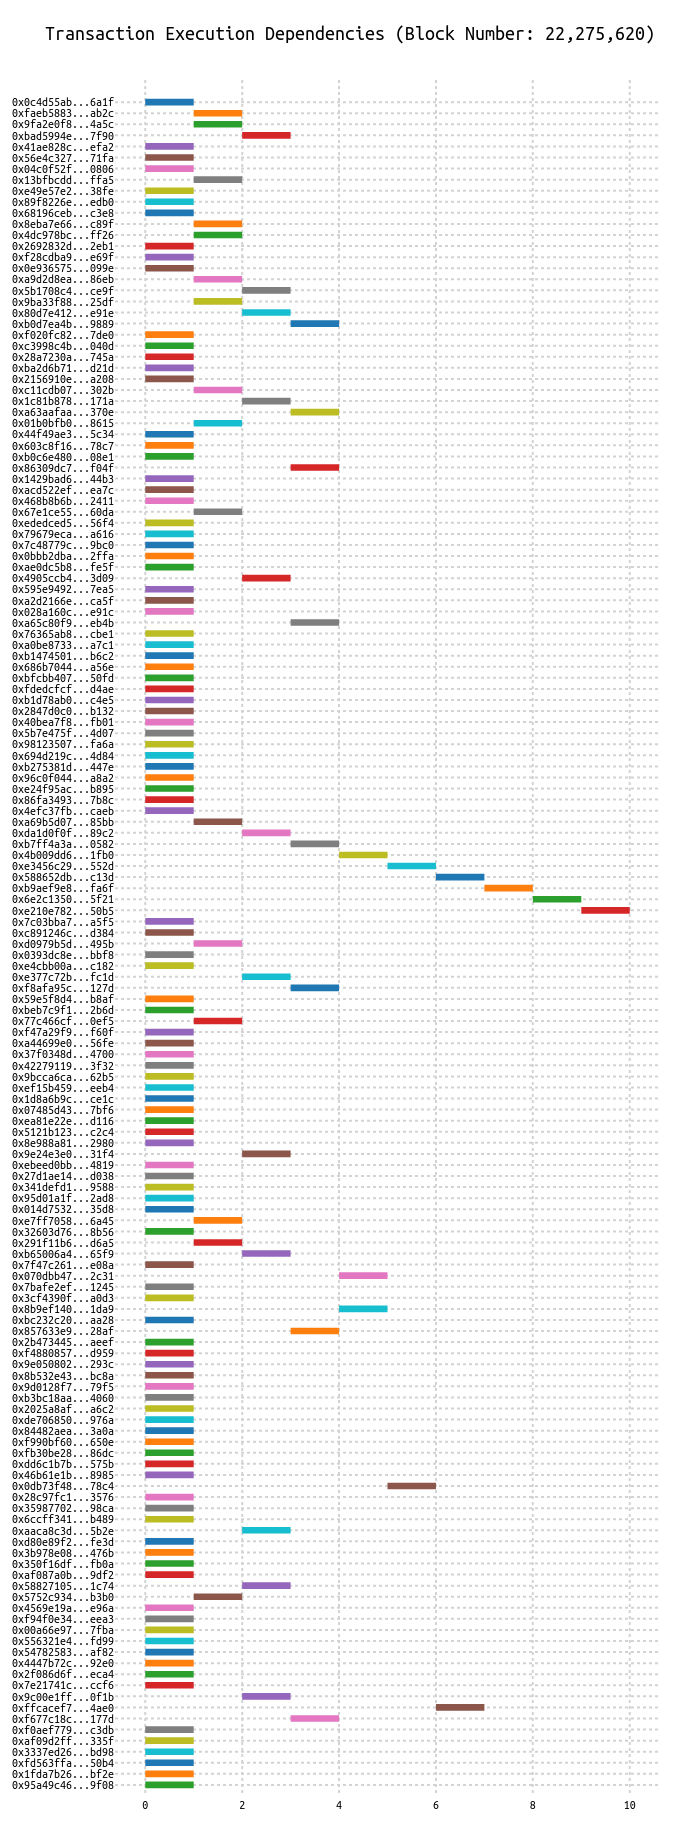 Transaction Execution Dependencies (Block Number: 22,275,620)
0x0c4d55ab...6a1f
0xfaeb5883...ab2c
0x9fa2e0f8...4a5c
0xbad5994e...7f90
0x41ae828c...efa2
0x56e4c327...71fa
0x04c0f52f...0806
0x13bfbcdd...ffa5
0xe49e57e2...38fe
0x89f8226e...edb0
0x68196ceb...c3e8
0x8eba7e66...c89f
0x4dc978bc...ff26
0x2692832d...2eb1
0xf28cdba9...e69f
0x0e936575...099e
0xa9d2d8ea...86eb
0x5b1708c4...ce9f
0x9ba33f88...25df
0x80d7e412...e91e
0xb0d7ea4b...9889
0xf020fc82...7de0
0xc3998c4b...040d
0x28a7230a...745a
0xba2d6b71...d21d
0x2156910e...a208
0xc11cdb07...302b
0x1c81b878...171a
0xa63aafaa...370e
0x01b0bfb0...8615
0x44f49ae3...5c34
0x603c8f16...78c7
0xb0c6e480...08e1
0x86309dc7...f04f
0x1429bad6...44b3
0xacd522ef...ea7c
0x468b8b6b...2411
0x67e1ce55...60da
0xededced5...56f4
0x79679eca...a616
0x7c48779c...9bc0
0x0bbb2dba...2ffa
0xae0dc5b8...fe5f
0x4905ccb4...3d09
0x595e9492...7ea5
0xa2d2166e...ca5f
0x028a160c...e91c
0xa65c80f9...eb4b
0x76365ab8...cbe1
0xa0be8733...a7c1
0xb1474501...b6c2
0x686b7044...a56e
0xbfcbb407...50fd
0xfdedcfcf...d4ae
0xb1d78ab0...c4e5
0x2847d0c0...b132
0x40bea7f8...fb01
0x5b7e475f...4d07
0x98123507...fa6a
0x694d219c...4d84
0xb275381d...447e
0x96c0f044...a8a2
0xe24f95ac...b895
0x86fa3493...7b8c
0x4efc37fb...caeb
0xa69b5d07...85bb
0xda1d0f0f...89c2
0xb7ff4a3a...0582
0x4b009dd6...1fb0
0xe3456c29...552d
0x588652db...c13d
0xb9aef9e8...fa6f
0x6e2c1350...5f21
0xe210e782...50b5
0x7c03bba7...a5f5
0xc891246c...d384
0xd0979b5d...495b
0x0393dc8e...bbf8
0xe4cbb00a...c182
0xe377c72b...fc1d
0xf8afa95c...127d
0x59e5f8d4...b8af
0xbeb7c9f1...2b6d
0x77c466cf...0ef5
0xf47a29f9...f60f
0xa44699e0...56fe
0x37f0348d...4700
0x42279119...3f32
0x9bcca6ca...62b5
0xef15b459...eeb4
0x1d8a6b9c...ce1c
0x07485d43...7bf6
0xea81e22e...d116
0x5121b123...c2c4
0x8e988a81...2980
0x9e24e3e0...31f4
0xebeed0bb...4819
0x27d1ae14...d038
0x341defd1...9588
0x95d01a1f...2ad8
0x014d7532...35d8
0xe7ff7058...6a45
0x32603d76...8b56
0x291f11b6...d6a5
0xb65006a4...65f9
0x7f47c261...e08a
0x070dbb47...2c31
0x7bafe2ef...1245
0x3cf4390f...a0d3
0x8b9ef140...1da9
0xbc232c20...aa28
0x857633e9...28af
0x2b473445...aeef
0xf4880857...d959
0x9e050802...293c
0x8b532e43...bc8a
0x9d0128f7...79f5
0xb3bc18aa...4060
0x2025a8af...a6c2
0xde706850...976a
0x84482aea...3a0a
0xf990bf60...650e
0xfb30be28...86dc
0xdd6c1b7b...575b
0x46b61e1b...8985
0x0db73f48...78c4
0x28c97fc1...3576
0x35987702...98ca
0x6ccff341...b489
0xaaca8c3d...5b2e
0xd80e89f2...fe3d
0x3b978e08...476b
0x350f16df...fb0a
0xaf087a0b...9df2
0x58827105...1c74
0x5752c934...b3b0
0x4569e19a...e96a
0xf94f0e34...eea3
0x00a66e97...7fba
0x556321e4...fd99
0x54782583...af82
0x4447b72c...92e0
0x2f086d6f...eca4
0x7e21741c...ccf6
0x9c00e1ff...0f1b
0xffcacef7...4ae0
0xf677c18c...177d
0xf0aef779...c3db
0xaf09d2ff...335f
0x3337ed26...bd98
0xfd563ffa...50b4
0x1fda7b26...bf2e
0x95a49c46...9f08
0 2 4 6 8 10